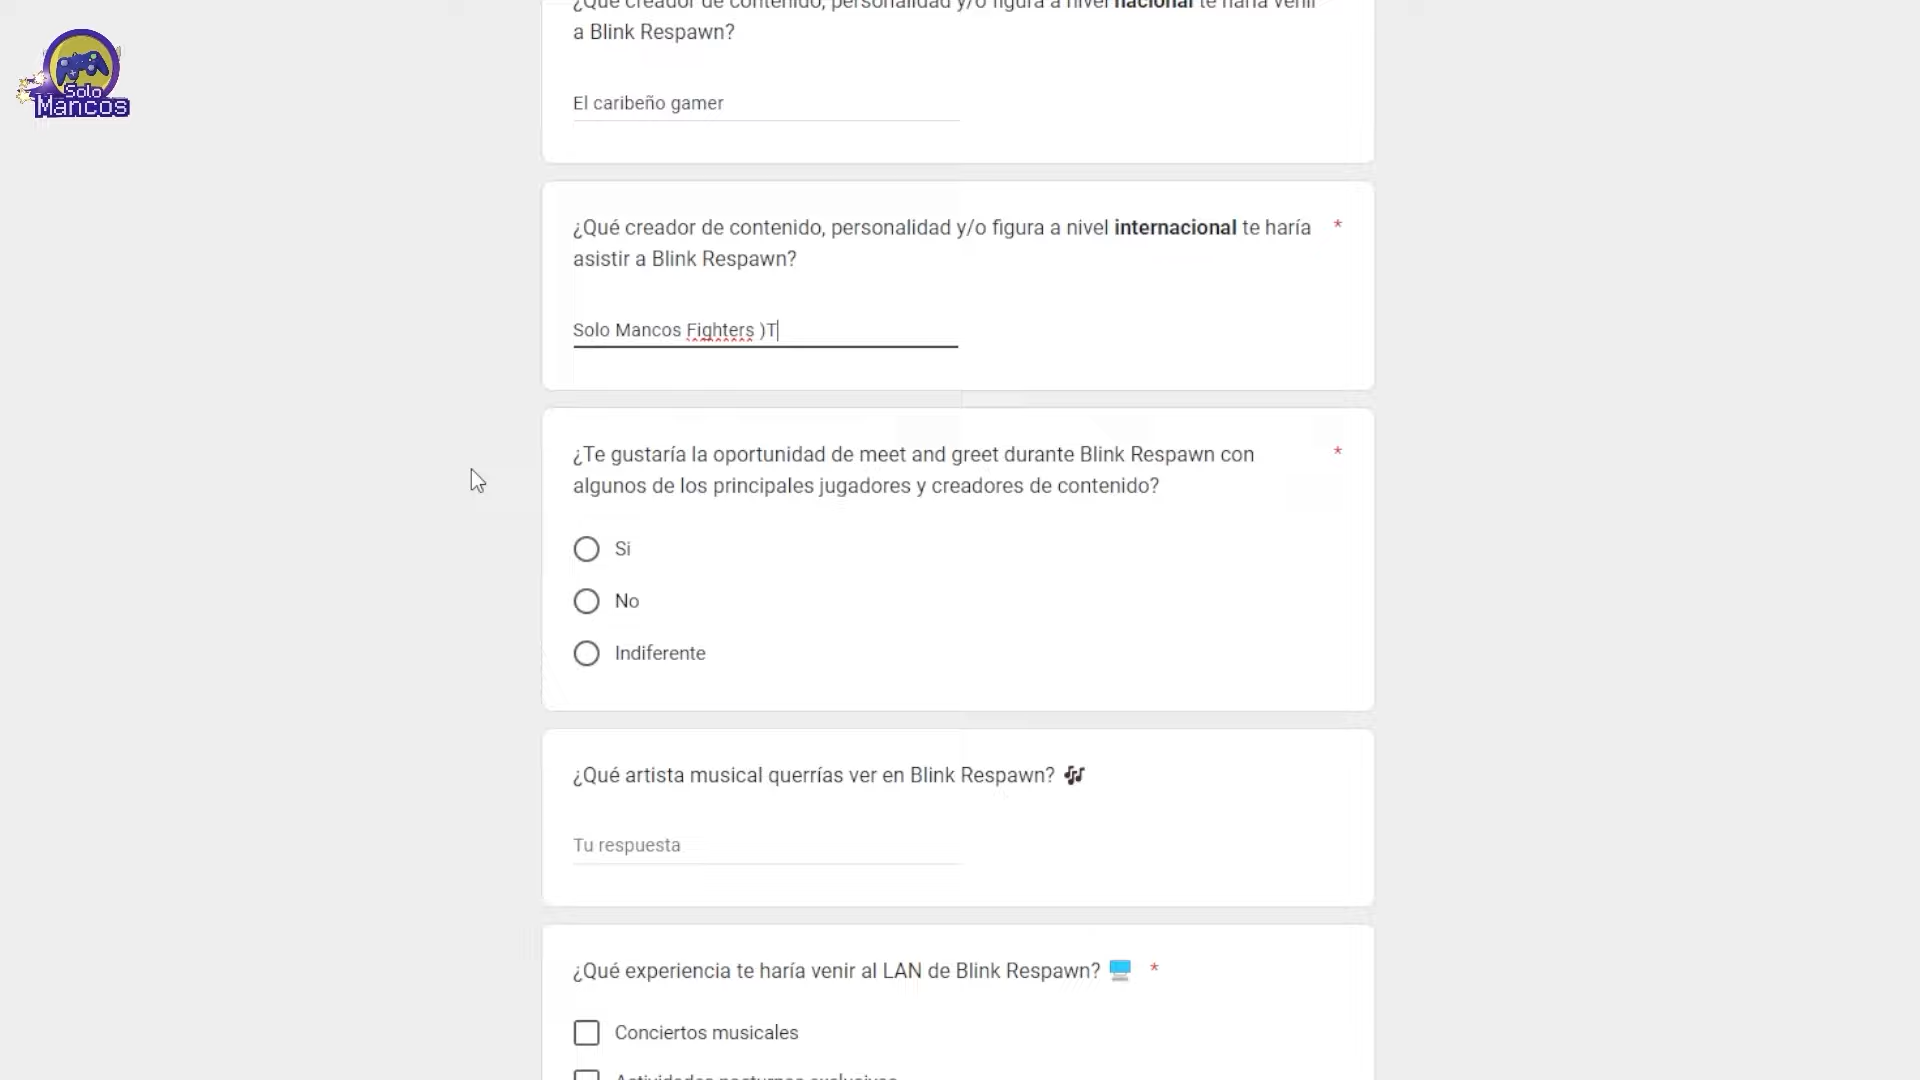 ¿Qué creador de contenido, personalidad y/o figura a nivel nacional te haría venir
a Blink Respawn?
Solo
Mancos
El caribeño gamer
¿Qué creador de contenido, personalidad y/o figura a nivel internacional te haría *
asistir a Blink Respawn?
Solo Mancos Fighters )T
¿Te gustaría la oportunidad de meet and greet durante Blink Respawn con *
algunos de los principales jugadores y creadores de contenido?
Si
No
Indiferente
¿Qué artista musical querrías ver en Blink Respawn? 🎶
Tu respuesta
¿Qué experiencia te haría venir al LAN de Blink Respawn? 🖥️ *
Conciertos musicales
Actividades nocturnas exclusivas